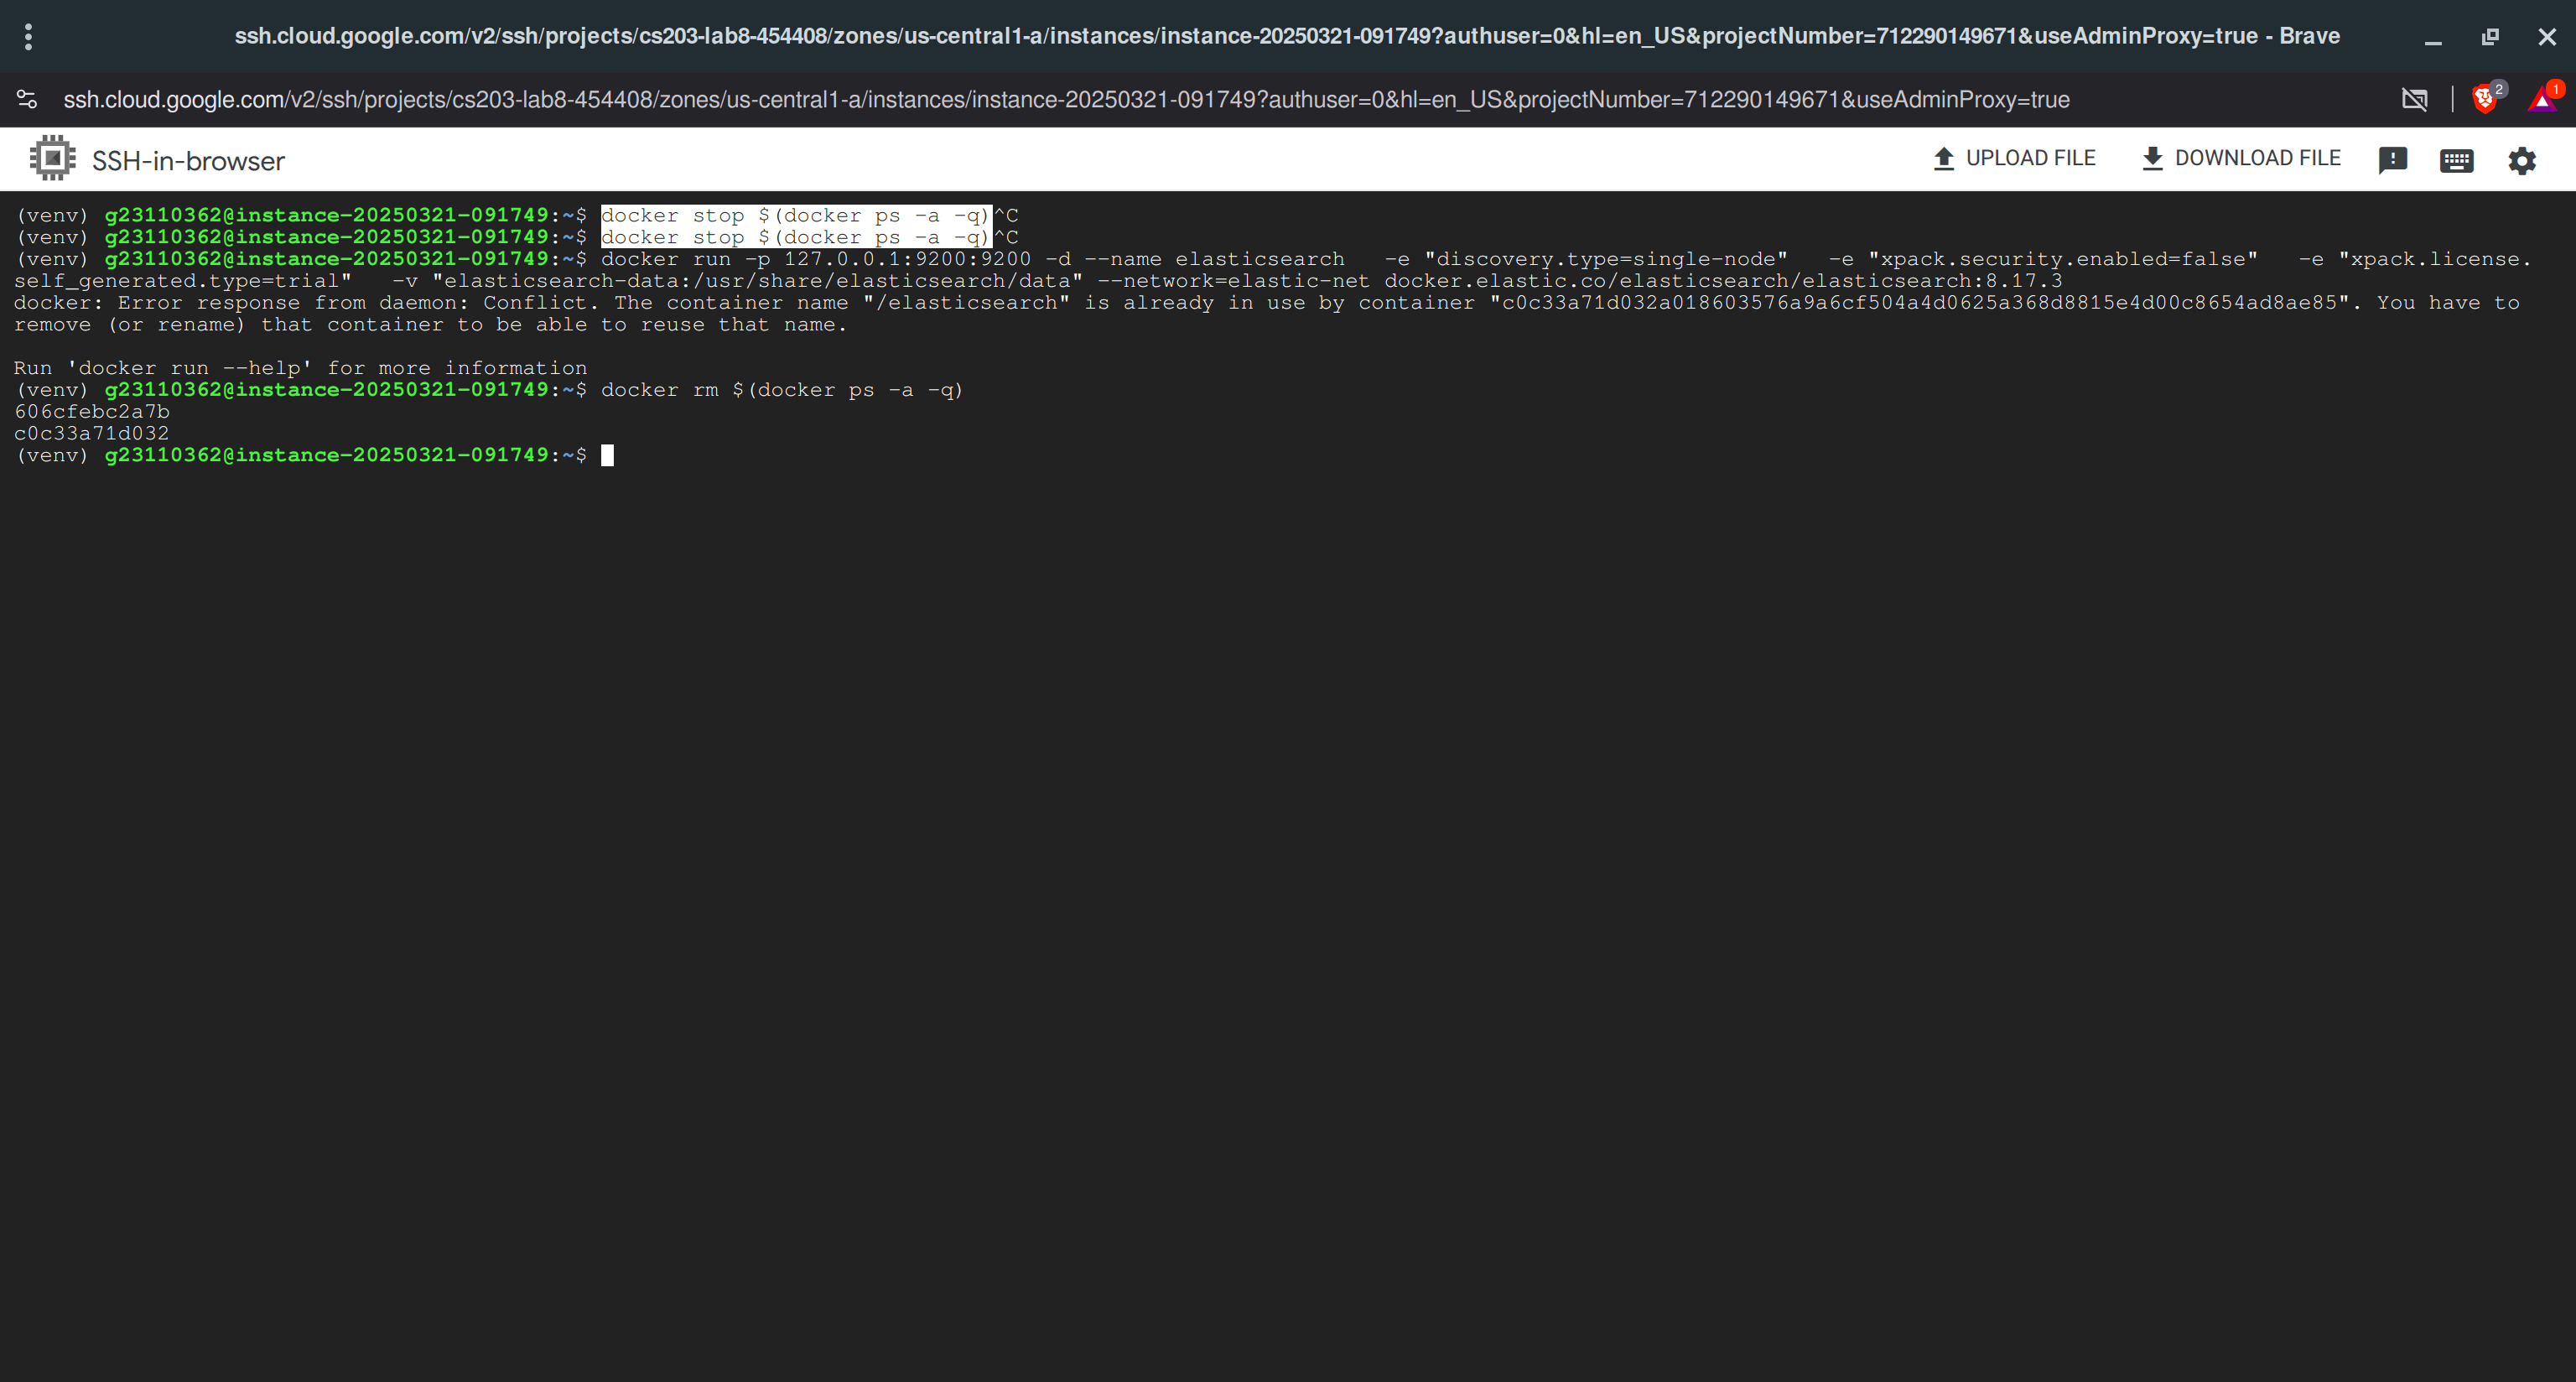 ssh.cloud.google.com/v2/ssh/projects/cs203-lab8-454408/zones/us-central1-a/instances/instance-20250321-091749?authuser=0&hl=en_US&projectNumber=712290149671&useAdminProxy=true - Brave
ssh.cloud.google.com/v2/ssh/projects/cs203-lab8-454408/zones/us-central1-a/instances/instance-20250321-091749?authuser=0&hl=en_US&projectNumber=712290149671&useAdminProxy=true
2
1
SSH-in-browser
UPLOAD FILE
DOWNLOAD FILE
(venv) g23110362@instance-20250321-091749:~$ docker stop $(docker ps -a -q)^C
(venv) g23110362@instance-20250321-091749:~$ docker stop $(docker ps -a -q)^C
(venv) g23110362@instance-20250321-091749:~$ docker run -p 127.0.0.1:9200:9200 -d --name elasticsearch   -e "discovery.type=single-node"   -e "xpack.security.enabled=false"   -e "xpack.license.
self_generated.type=trial"   -v "elasticsearch-data:/usr/share/elasticsearch/data" --network=elastic-net docker.elastic.co/elasticsearch/elasticsearch:8.17.3
docker: Error response from daemon: Conflict. The container name "/elasticsearch" is already in use by container "c0c33a71d032a018603576a9a6cf504a4d0625a368d8815e4d00c8654ad8ae85". You have to
remove (or rename) that container to be able to reuse that name.
Run 'docker run --help' for more information
(venv) g23110362@instance-20250321-091749:~$ docker rm $(docker ps -a -q)
606cfebc2a7b
c0c33a71d032
(venv) g23110362@instance-20250321-091749:~$